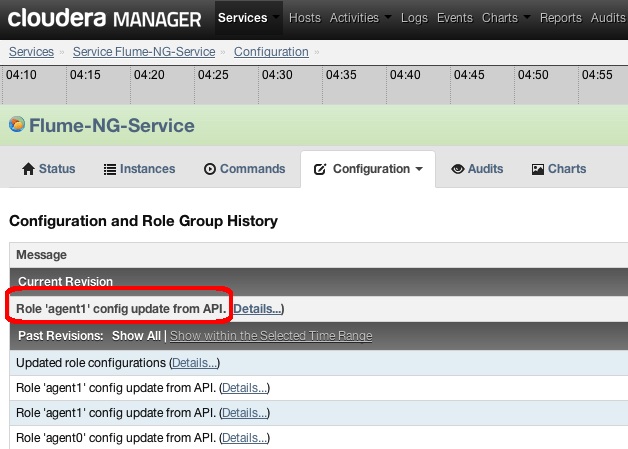 cloudera MANAGER Services Hosts Activities Logs Events Charts Reports Audits
Services » Service Flume-NG-Service » Configuration »
04:10 04:15 04:20 04:25 04:30 04:35 04:40 04:45 04:50 04:55
Flume-NG-Service
Status Instances Commands Configuration Audits Charts
Configuration and Role Group History
Message
Current Revision
Role 'agent1' config update from API. (Details...)
Past Revisions: Show All | Show within the Selected Time Range
Updated role configurations (Details...)
Role 'agent1' config update from API. (Details...)
Role 'agent1' config update from API. (Details...)
Role 'agent0' config update from API. (Details...)